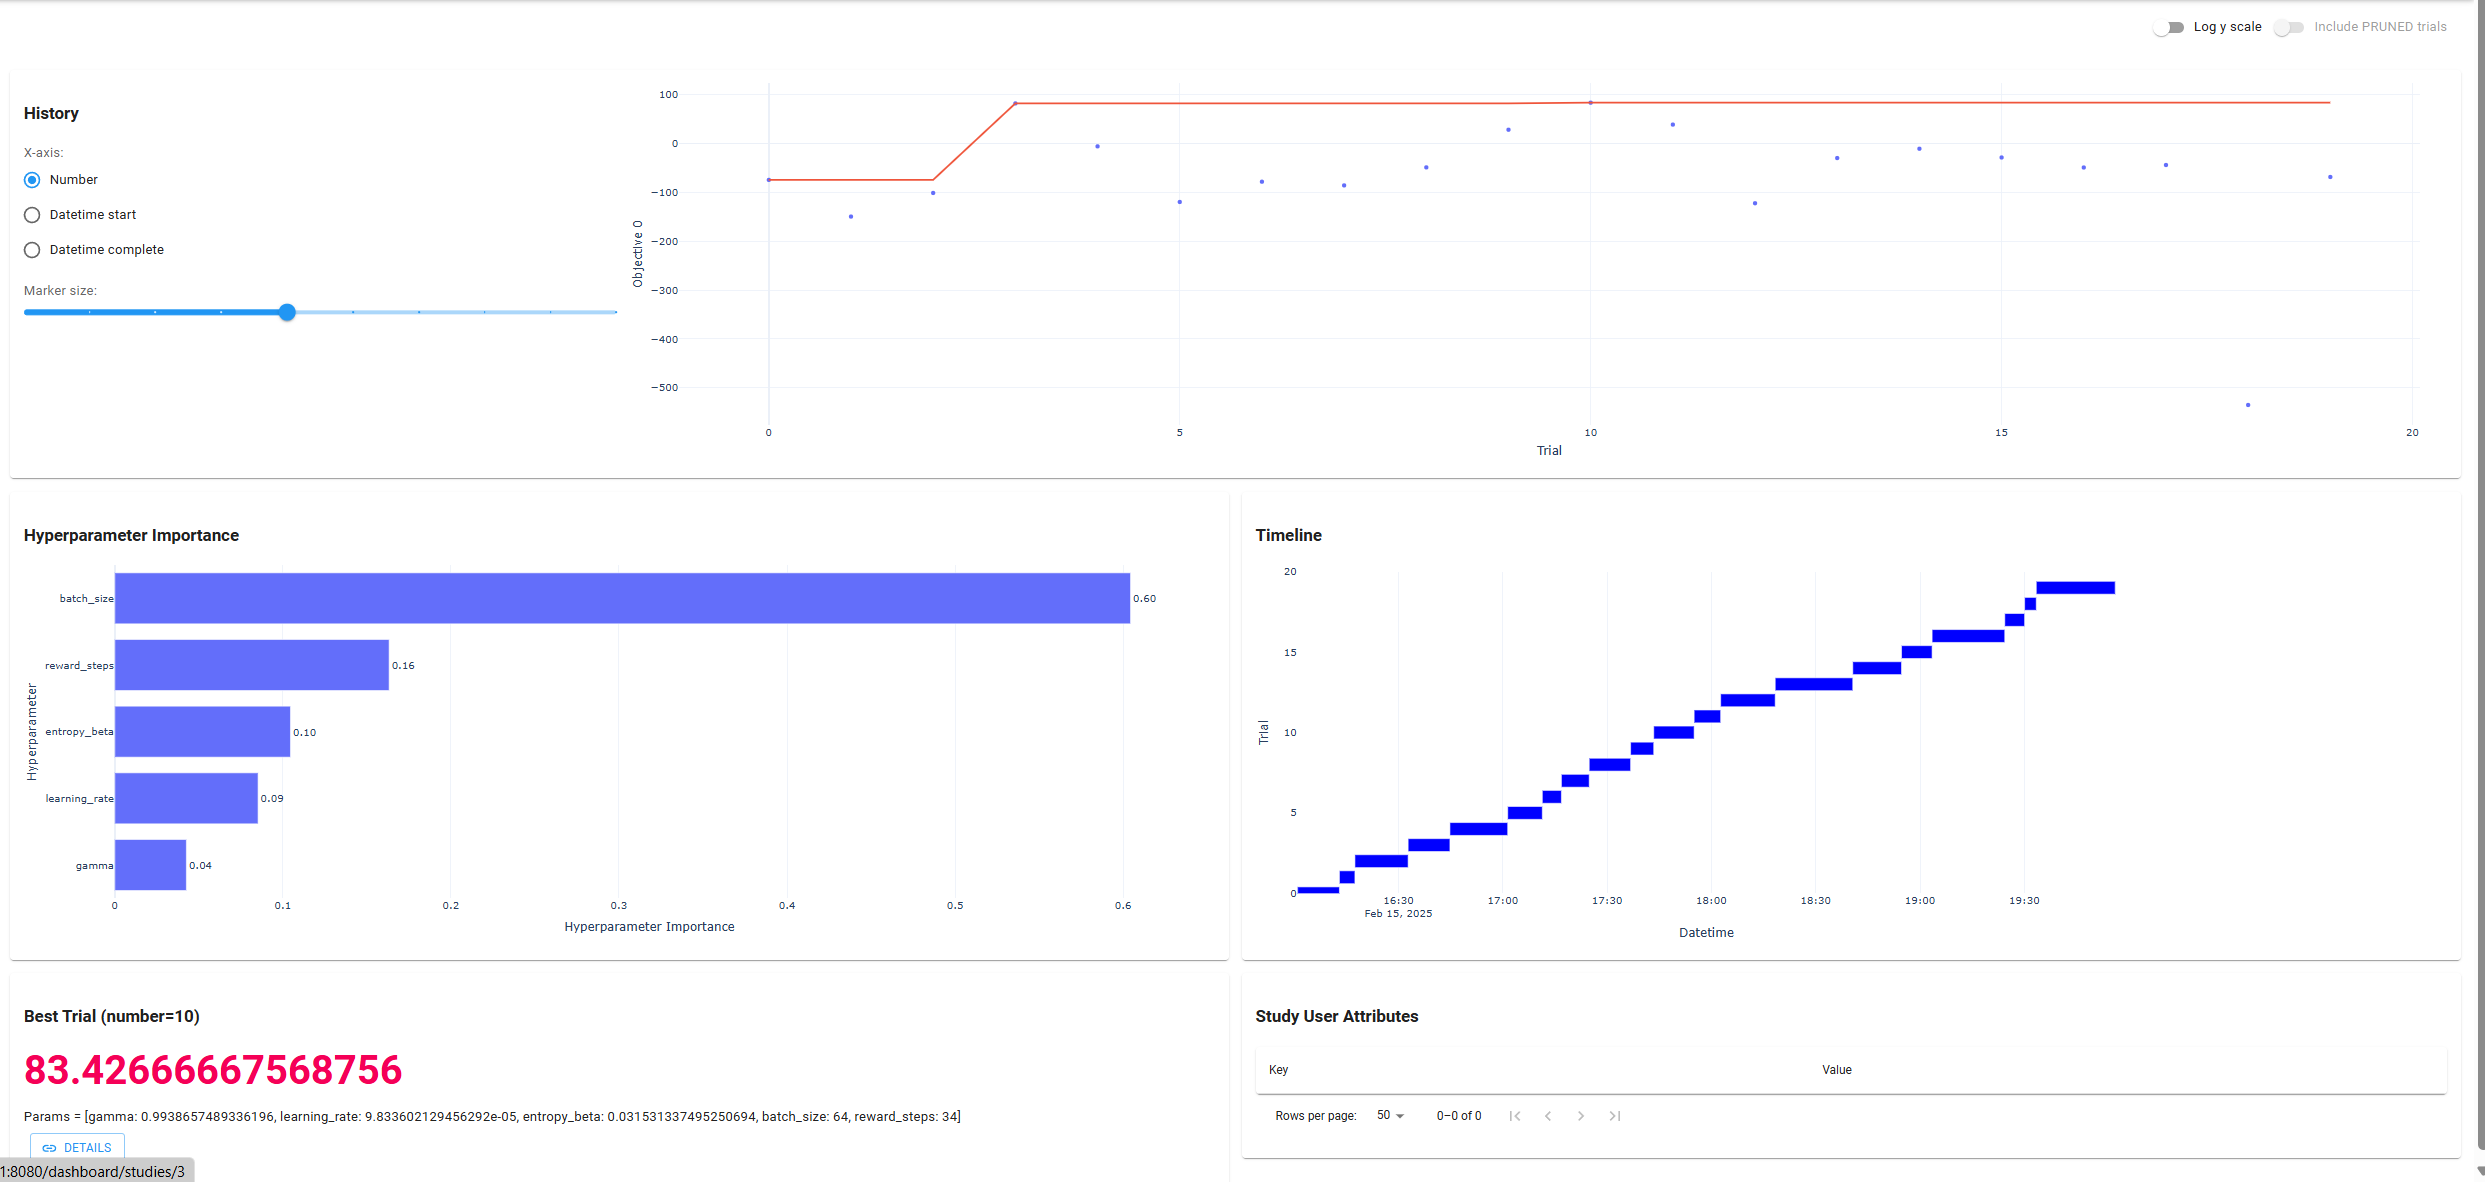 Log y scale
Include PRUNED trials
History
X-axis:
Number
Datetime start
Datetime complete
Marker size:
Objective 0
100
0
−100
−200
−300
−400
−500
0
5
10
15
20
Trial
Hyperparameter Importance
Hyperparameter
batch_size
0.60
reward_steps
0.16
entropy_beta
0.10
learning_rate
0.09
gamma
0.04
0
0.1
0.2
0.3
0.4
0.5
0.6
Hyperparameter Importance
Timeline
Trial
20
15
10
5
0
16:30
Feb 15, 2025
17:00
17:30
18:00
18:30
19:00
19:30
Datetime
Best Trial (number=10)
83.42666667568756
Params = [gamma: 0.9938657489336196, learning_rate: 9.833602129456292e-05, entropy_beta: 0.031531337495250694, batch_size: 64, reward_steps: 34]
DETAILS
1:8080/dashboard/studies/3
Study User Attributes
Key
Value
Rows per page:
50
0–0 of 0